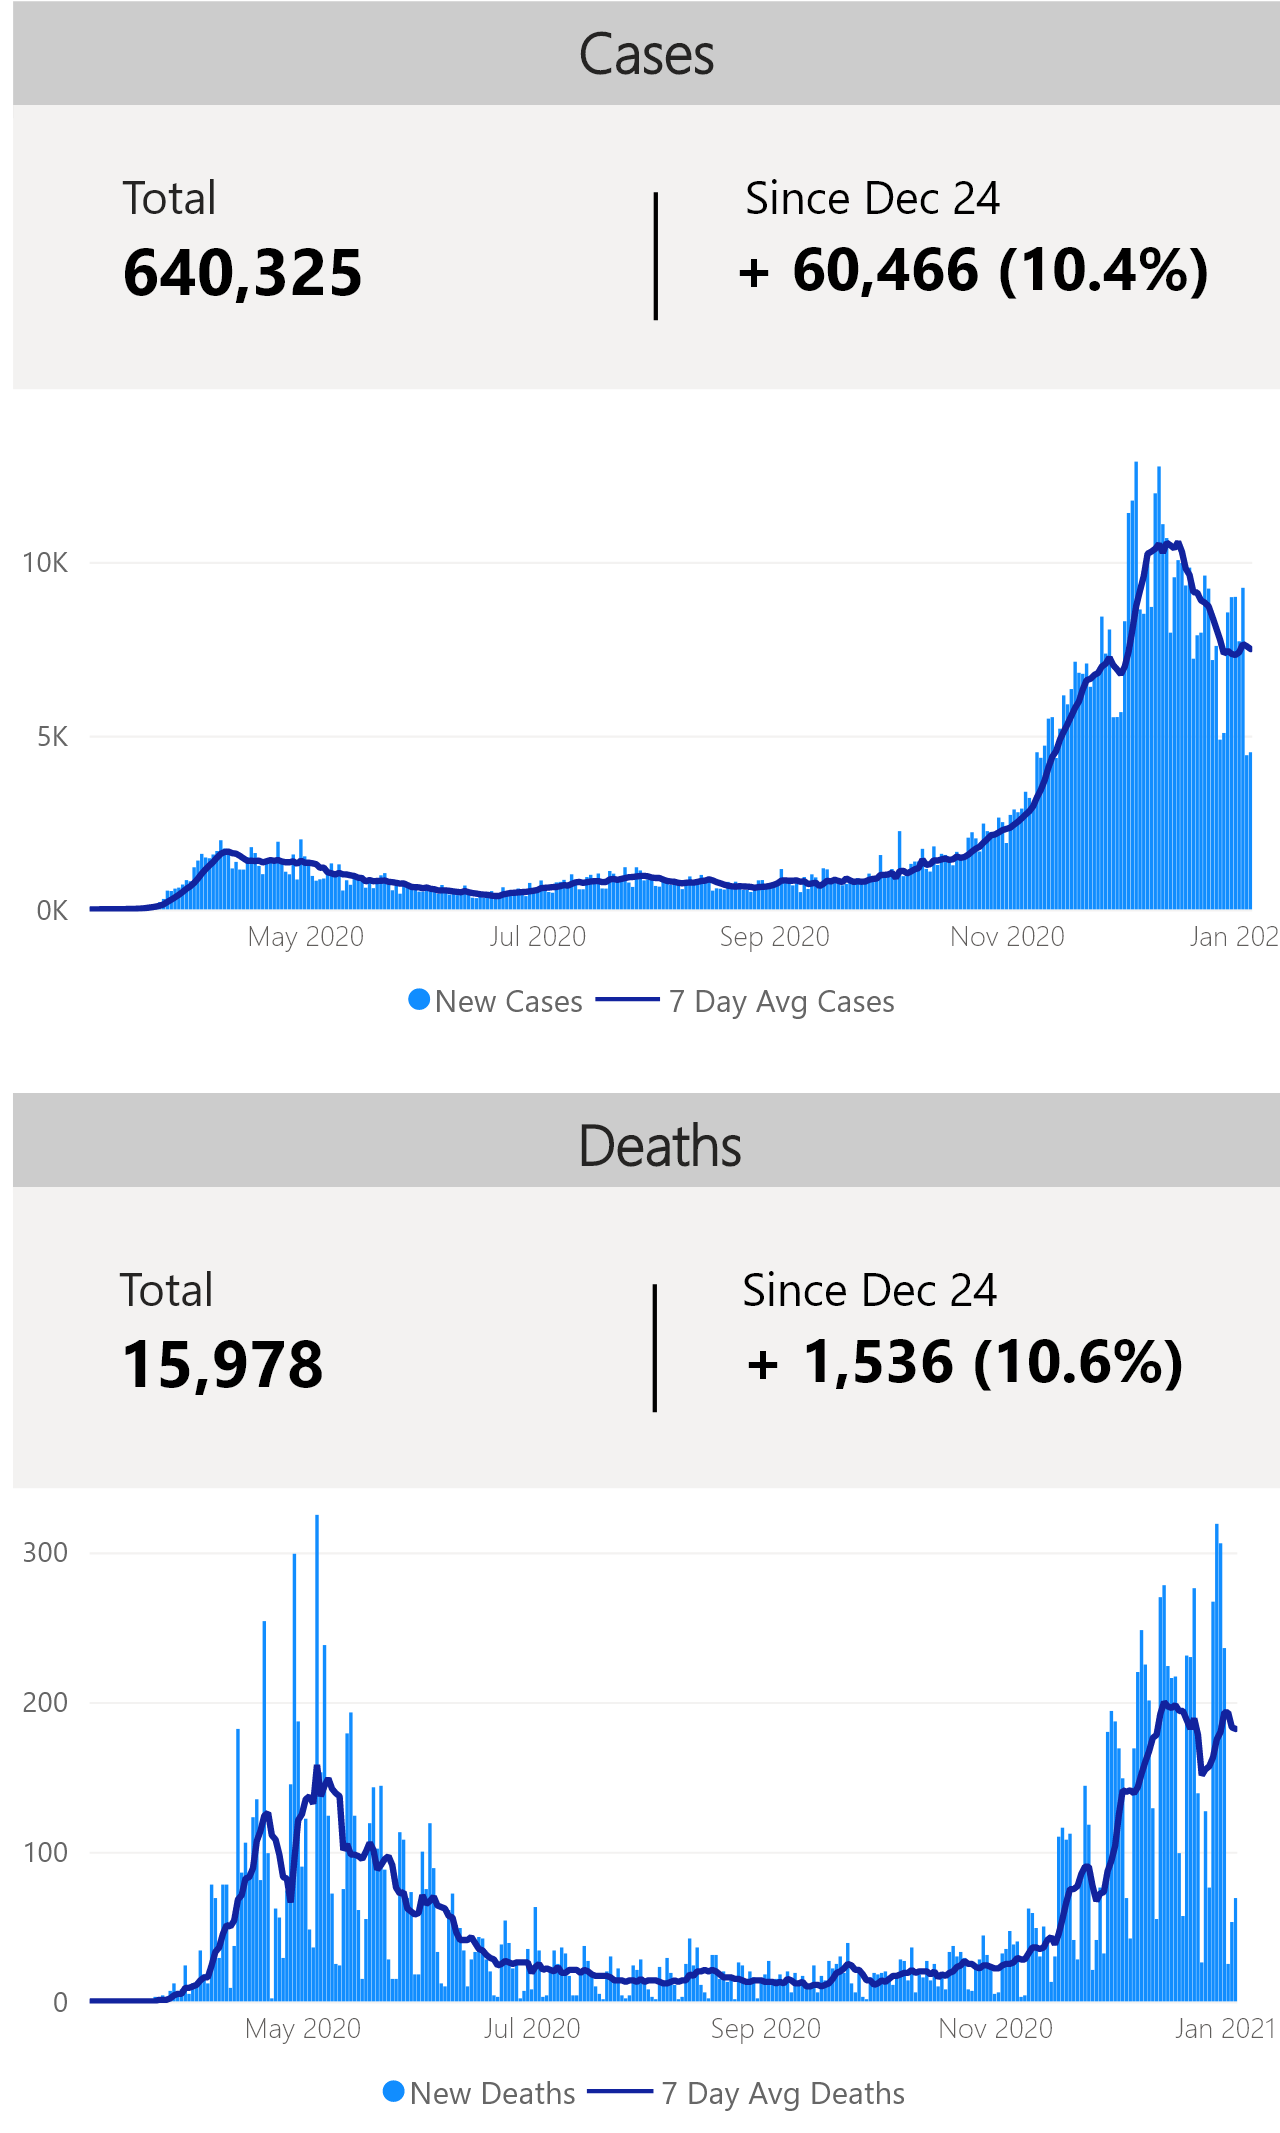 Cases
Total
Since Dec 24
640,325
+ 60,466 (10.4%)
10K
5K
0K
May 2020
Jul 2020
Sep 2020
Nov 2020
Jan 202
New Cases
7 Day Avg Cases
Deaths
Total
Since Dec 24
15,978
+ 1,536 (10.6%)
300
200
100
0
May 2020
Jul 2020
Sep 2020
Nov 2020
Jan 2021
New Deaths
7 Day Avg Deaths